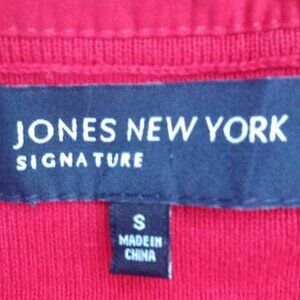 JONES NEW YORK
SIGNATURE
S
MADE IN
CHINA